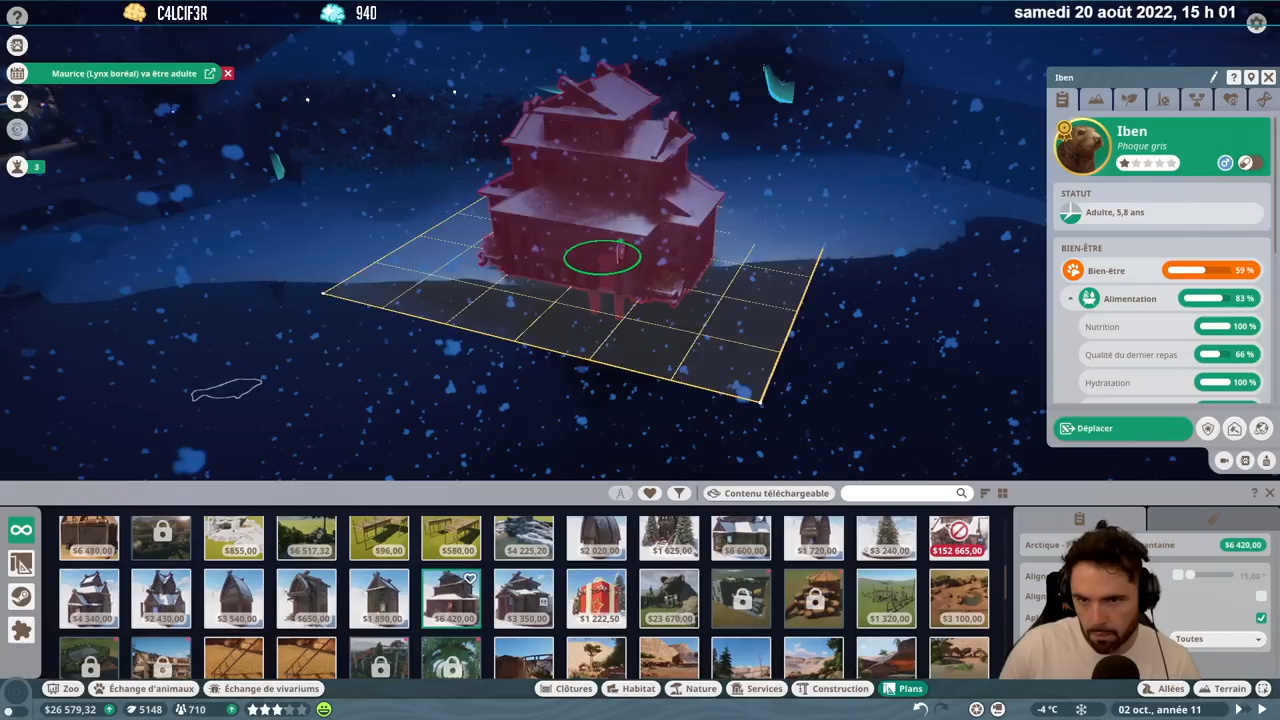 C4LCIF3R
940
samedi 20 août 2022, 15 h 01
Maurice (Lynx boréal) va être adulte
3
Iben
Iben
Phoque gris
STATUT
Adulte, 5,8 ans
BIEN-ÊTRE
Bien-être
59 %
Alimentation
83 %
Nutrition
100 %
Qualité du dernier repas
66 %
Hydratation
100 %
Déplacer
Contenu téléchargeable
$6 480,00
$855,00
$6 517,32
$96,00
$580,00
$4 225,20
$2 020,00
$1 625,00
$6 600,00
$1 720,00
$3 240,00
$152 665,00
Arctique - 
$6 420,00
$4 340,00
$2 430,00
$3 540,00
$650,00
$1 890,00
$6 420,00
$3 350,00
$1 222,50
$23 670,00
$1 320,00
$3 100,00
Align
15,00 °
Toutes
Zoo
Échange d'animaux
Échange de vivariums
Clôtures
Habitat
Nature
Services
Construction
Plans
Allées
Terrain
$26 579,32
5148
710
-4 °C
02 oct., année 11